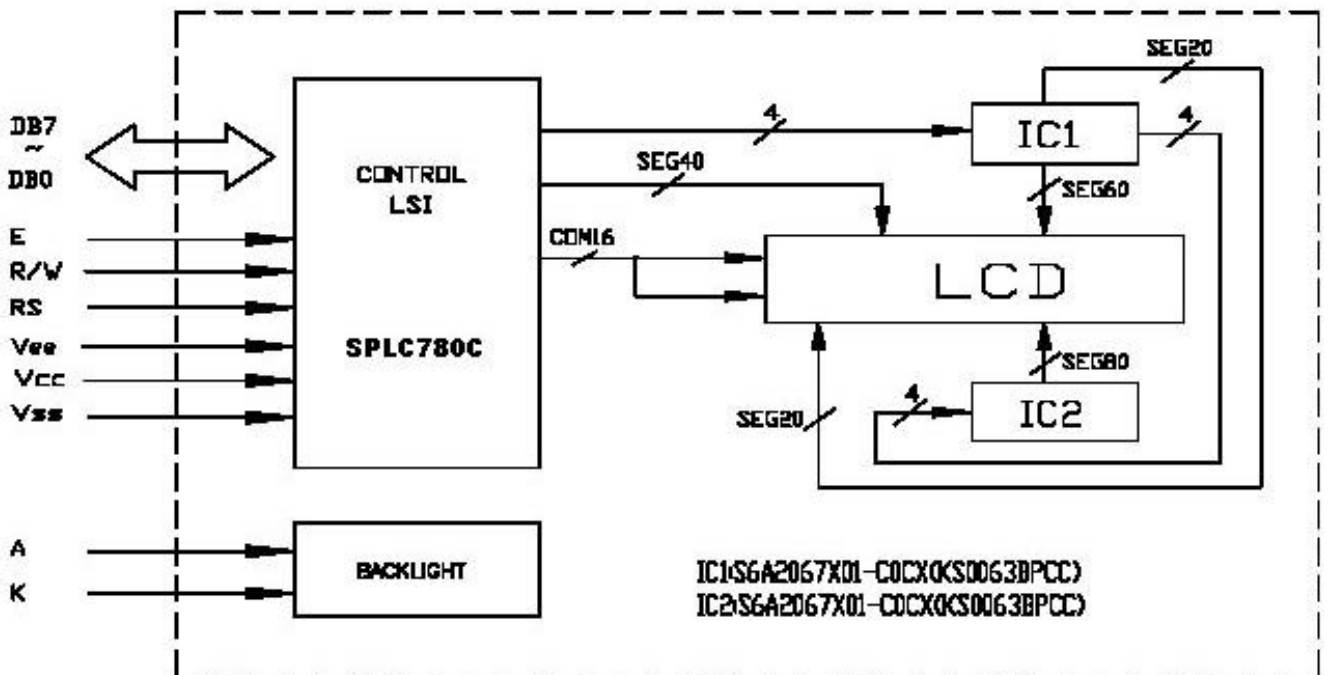 SEG20
DB7
~
DB0
4
IC1
4
CONTROL
LSI
SEG40
SEG60
E
COM16
R/W
LCD
RS
SPLC780C
Vee
Vcc
SEG80
Vss
SEG20
4
IC2
A
BACKLIGHT
K
IC1:S6A2067X01-C0CX(KS0063BPCC)
IC2:S6A2067X01-C0CX(KS0063BPCC)